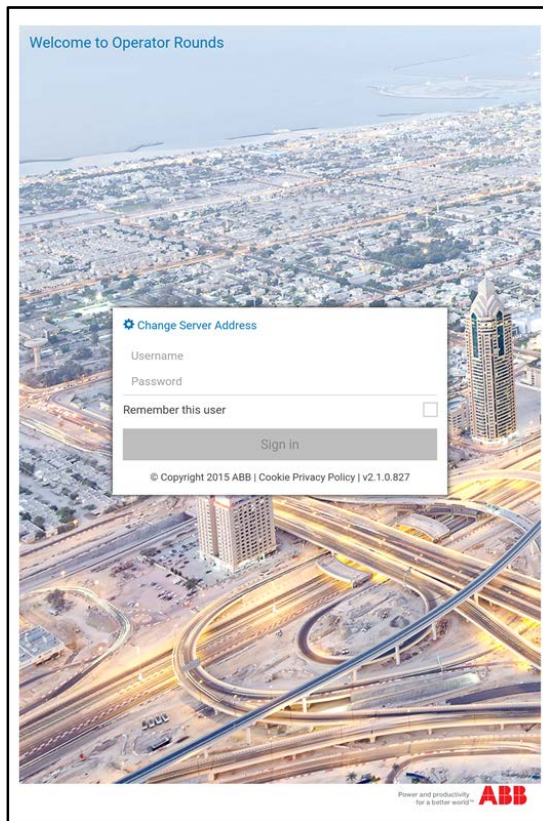 Welcome to Operator Rounds
Change Server Address
Username
Password
Remember this user
Sign in
© Copyright 2015 ABB | Cookie Privacy Policy | v2.1.0.827
Power and productivity
for a better world™
ABB